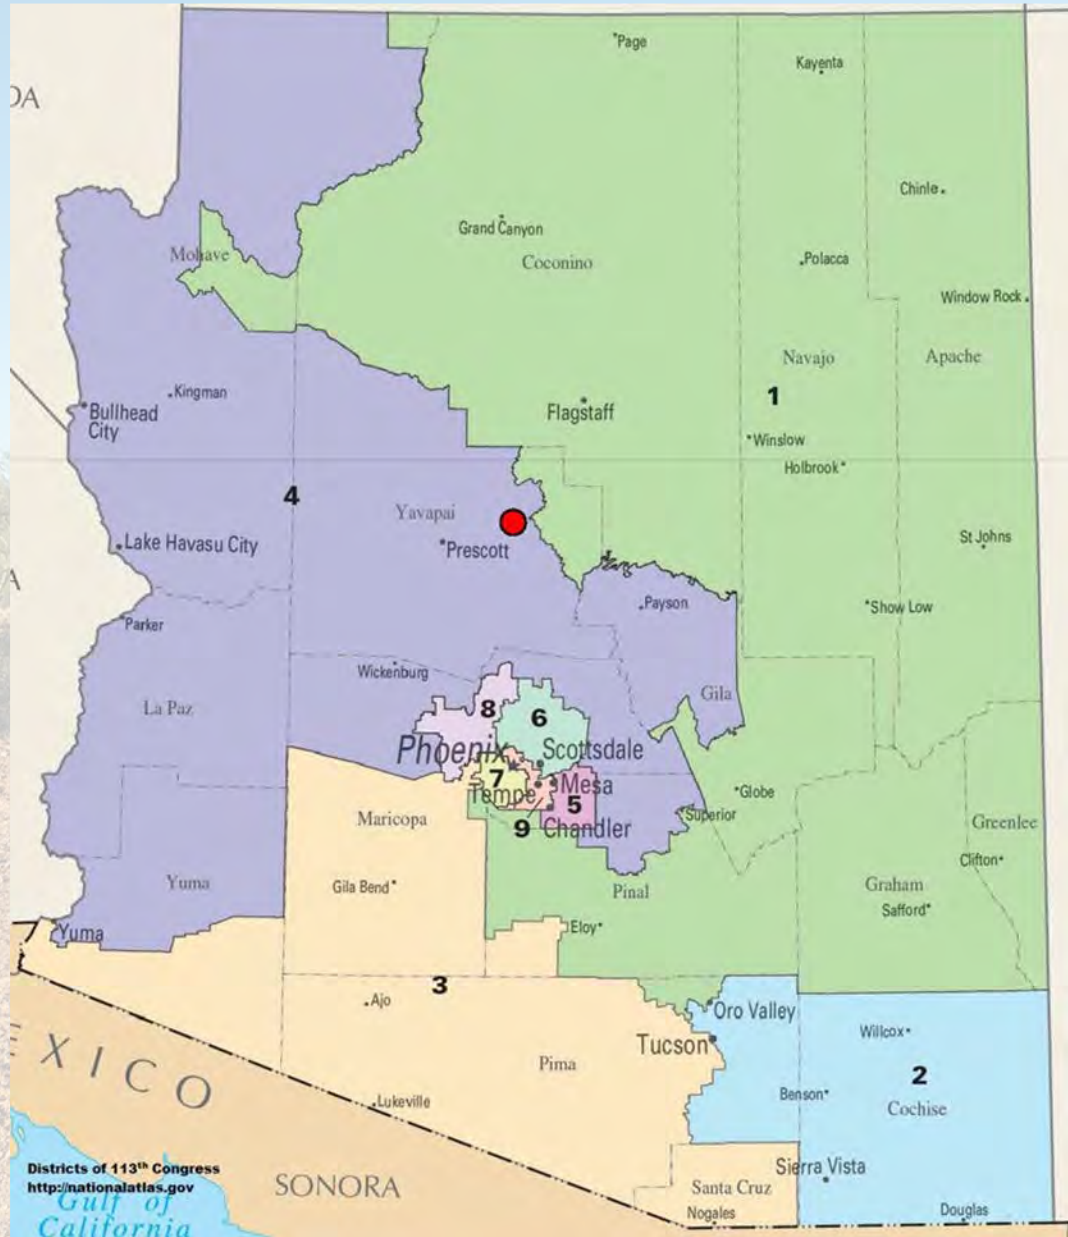 Page
Kayenta
DA
Chinle
Grand Canyon
Mohave
Coconino
Polacca
Window Rock
Navajo
Apache
Kingman
1
Bullhead
City
Flagstaff
Winslow
Holbrook
4
Yavapai
Lake Havasu City
Prescott
St Johns
A
Payson
Show Low
Parker
Wickenburg
Gila
La Paz
8
6
Phoenix
Scottsdale
7
Mesa
Tempe
5
Globe
Superior
Maricopa
9
Chandler
Greenlee
Clifton
Yuma
Gila Bend
Pinal
Graham
Safford
Eloy
Yuma
3
Ajo
Oro Valley
Tucson
Willcox
EXICO
Pima
2
Benson
Cochise
Lukeville
Districts of 113th Congress
http://nationalatlas.gov
Gulf of
California
SONORA
Sierra Vista
Santa Cruz
Nogales
Douglas